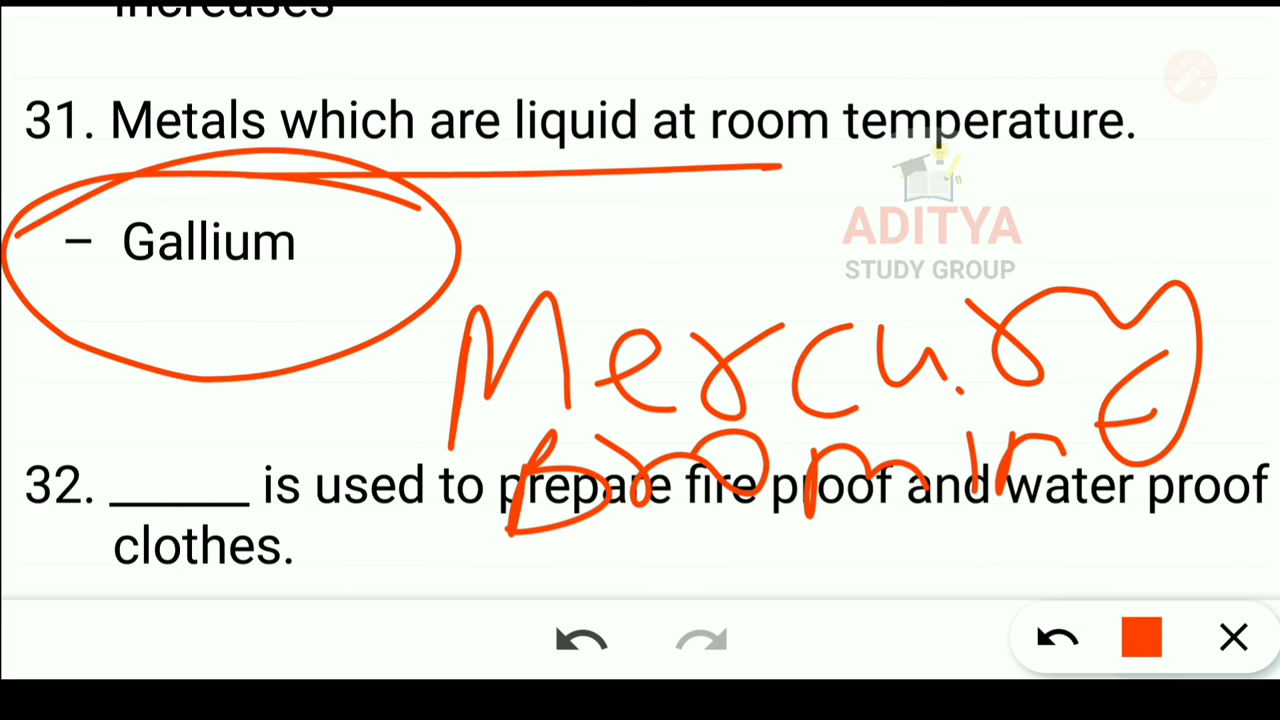 increases
31. Metals which are liquid at room temperature.
ADITYA
STUDY GROUP
– Gallium
Mercury
Bromine
32. ______ is used to prepare fire proof and water proof
clothes.